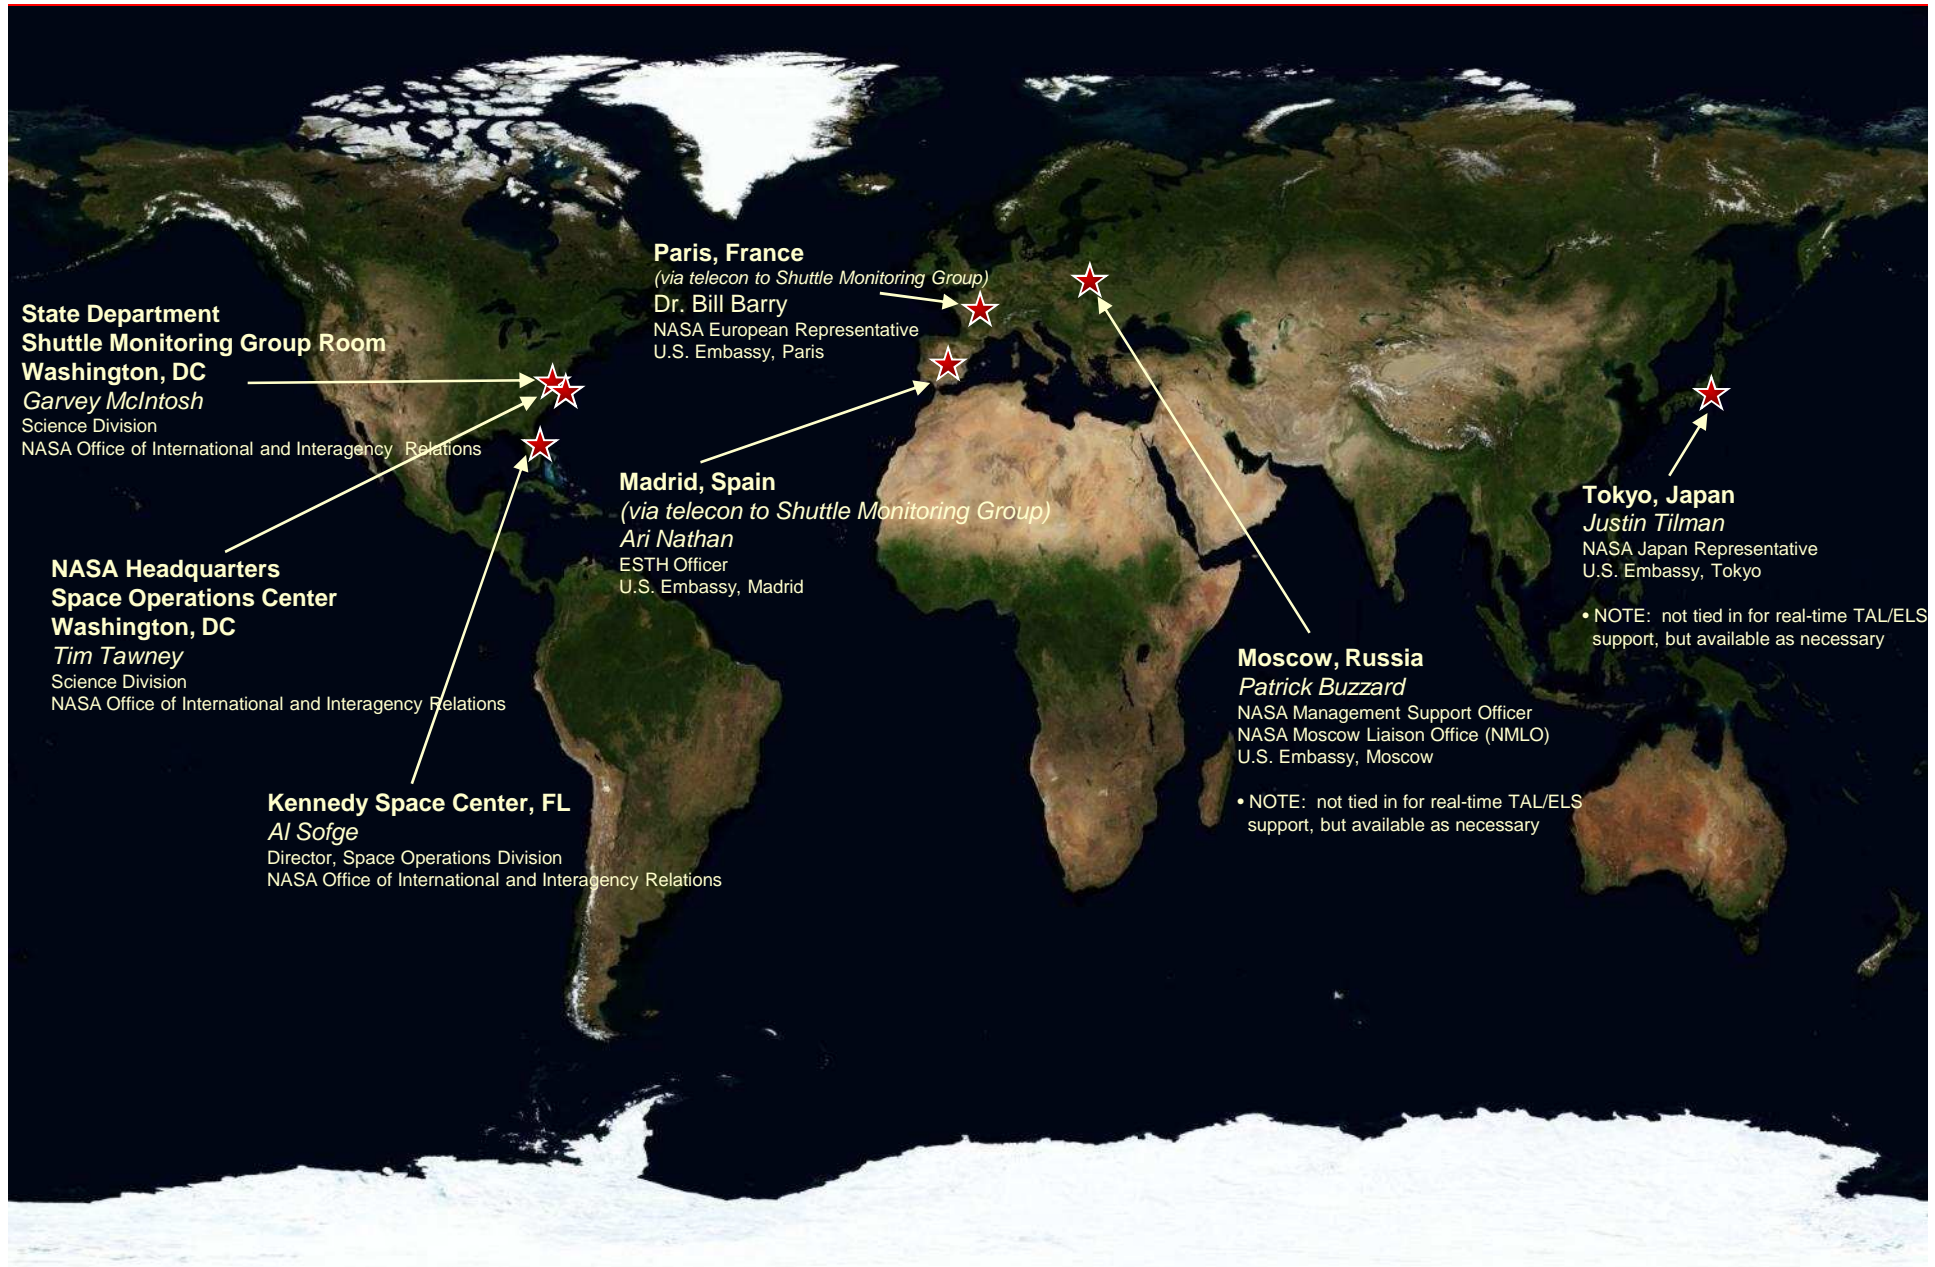 Paris, France
(via telecon to Shuttle Monitoring Group)
Dr. Bill Barry
NASA European Representative
U.S. Embassy, Paris
State Department
Shuttle Monitoring Group Room
Washington, DC
Garvey McIntosh
Science Division
NASA Office of International and Interagency Relations
Madrid, Spain
(via telecon to Shuttle Monitoring Group)
Ari Nathan
ESTH Officer
U.S. Embassy, Madrid
Tokyo, Japan
Justin Tilman
NASA Japan Representative
U.S. Embassy, Tokyo
• NOTE: not tied in for real-time TAL/ELS
support, but available as necessary
NASA Headquarters
Space Operations Center
Washington, DC
Tim Tawney
Science Division
NASA Office of International and Interagency Relations
Moscow, Russia
Patrick Buzzard
NASA Management Support Officer
NASA Moscow Liaison Office (NMLO)
U.S. Embassy, Moscow
• NOTE: not tied in for real-time TAL/ELS
support, but available as necessary
Kennedy Space Center, FL
Al Sofge
Director, Space Operations Division
NASA Office of International and Interagency Relations